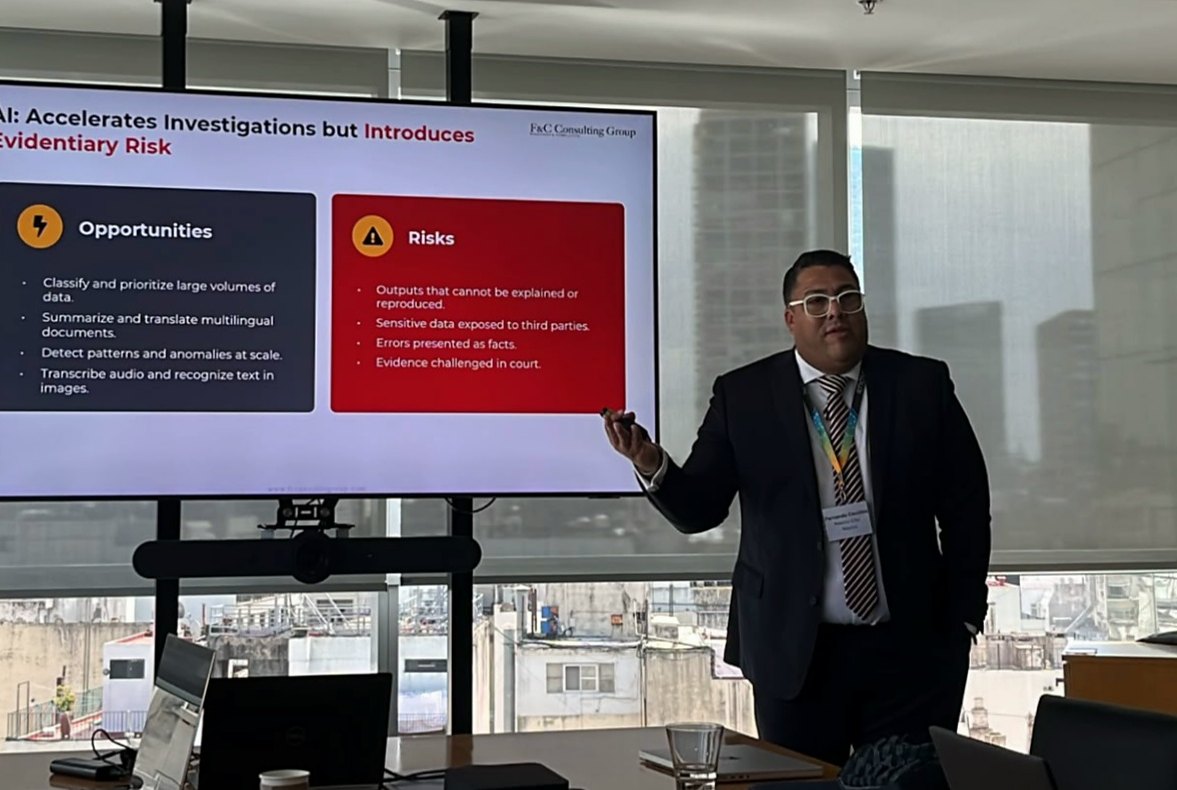 AI: Accelerates Investigations but Introduces
Evidentiary Risk
F&C Consulting Group
Opportunities
· Classify and prioritize large volumes of
data.
· Summarize and translate multilingual
documents.
· Detect patterns and anomalies at scale.
· Transcribe audio and recognize text in
images.
Risks
· Outputs that cannot be explained or
reproduced.
· Sensitive data exposed to third parties.
· Errors presented as facts.
· Evidence challenged in court.
Fernando